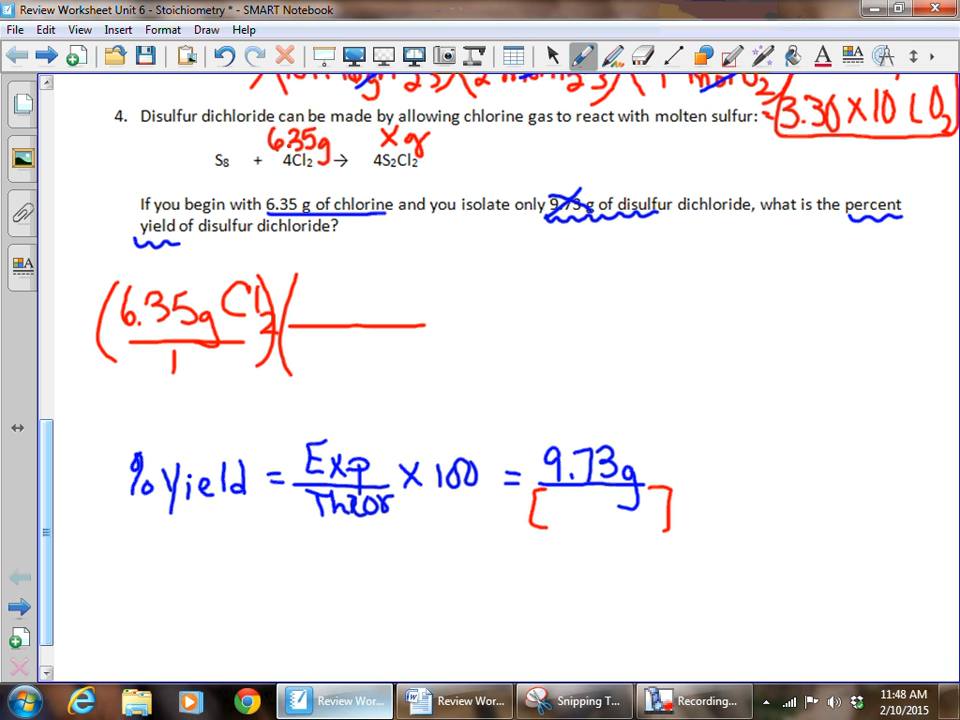 Review Worksheet Unit 6 - Stoichiometry * - SMART Notebook
File Edit View Insert Format Draw Help
3.30 X 10 L O2
4. Disulfur dichloride can be made by allowing chlorine gas to react with molten sulfur:
6.35g X gr
S8 + 4Cl2 → 4S2Cl2
If you begin with 6.35 g of chlorine and you isolate only 9.73 g of disulfur dichloride, what is the percent
yield of disulfur dichloride?
(6.35g Cl2)(
1
% Yield = Exp X 100 = 9.73g
Theor [ ]
Review Wor... Review Wor... Snipping T... Recording...
11:48 AM
2/10/2015